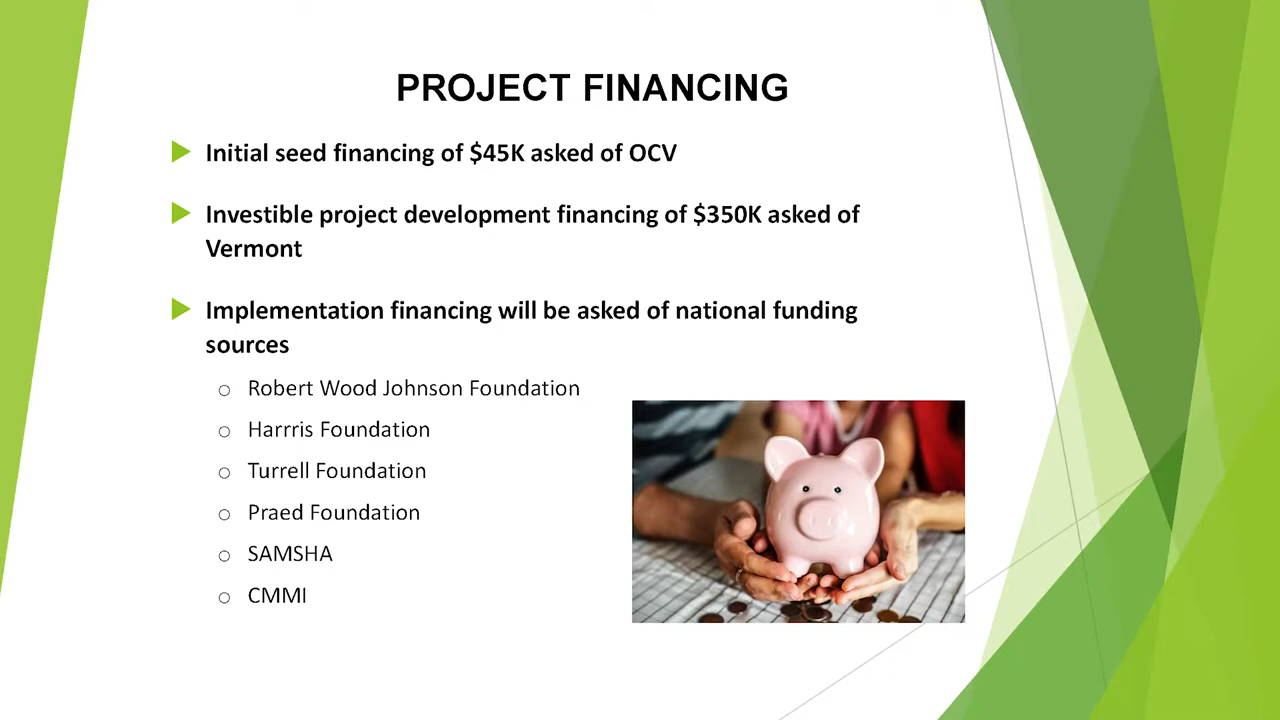 PROJECT FINANCING
Initial seed financing of $45K asked of OCV
Investible project development financing of $350K asked of
Vermont
Implementation financing will be asked of national funding
sources
Robert Wood Johnson Foundation
Harrris Foundation
Turrell Foundation
Praed Foundation
SAMSHA
CMMI